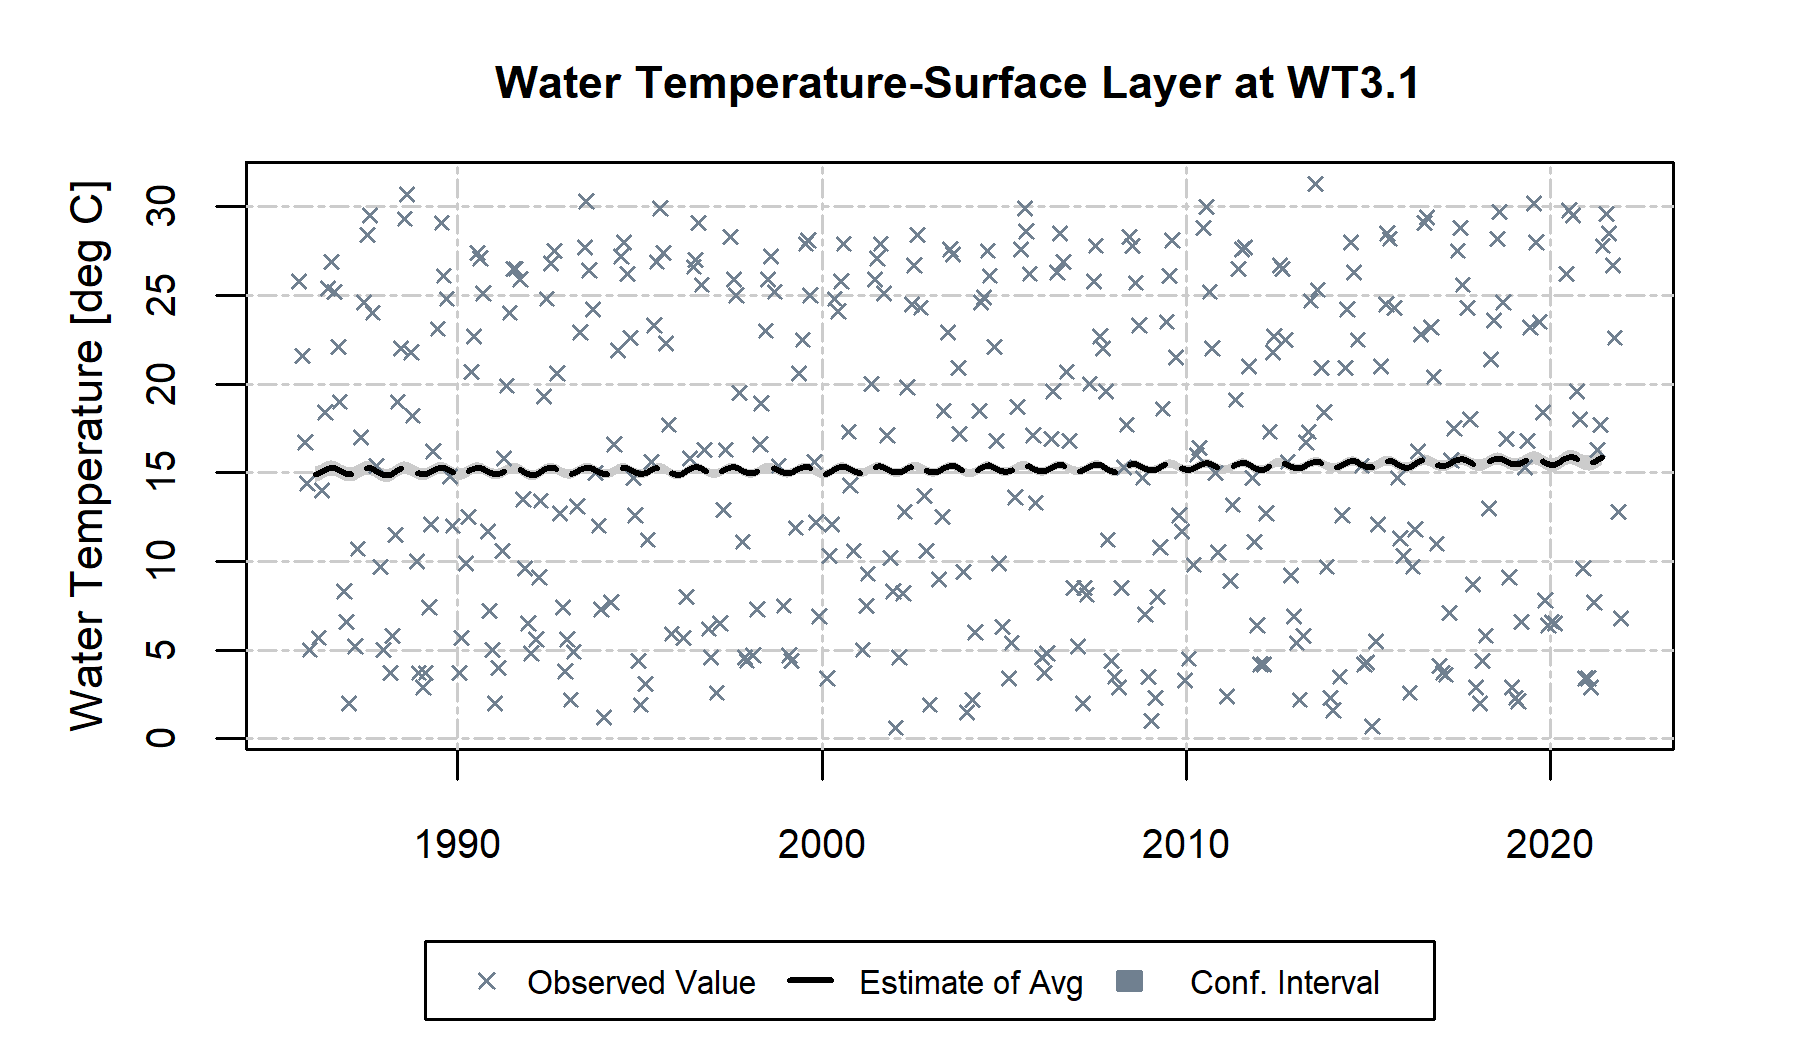 Water Temperature-Surface Layer at WT3.1
Water Temperature [deg C]
30
25
20
15
10
5
0
1990 2000 2010 2020
Observed Value Estimate of Avg Conf. Interval